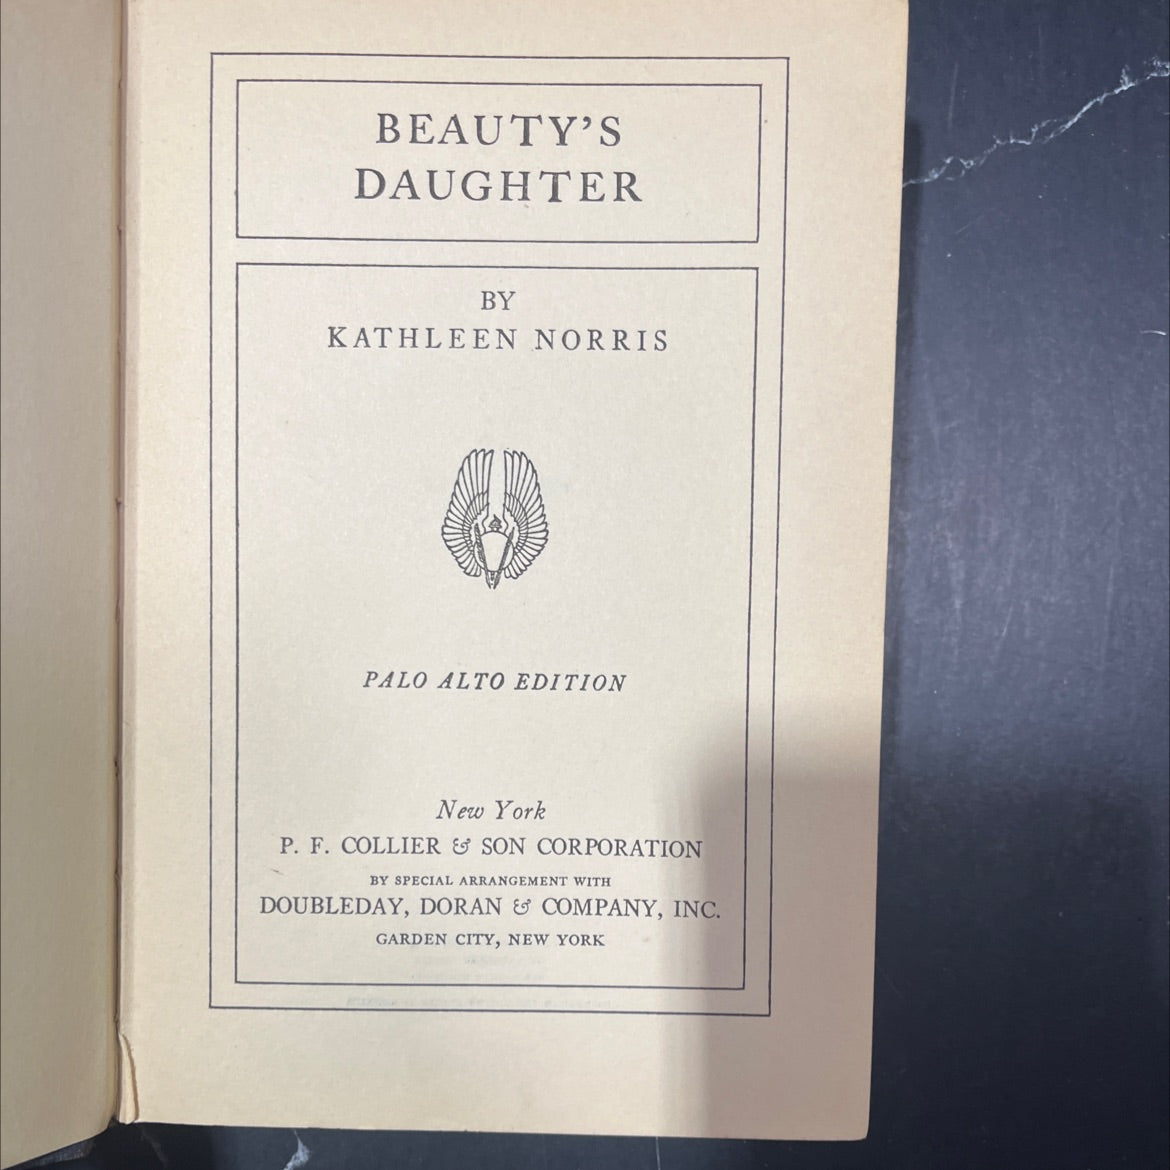 BEAUTY'S
DAUGHTER
BY
KATHLEEN NORRIS
PALO ALTO EDITION
New York
P. F. COLLIER & SON CORPORATION
BY SPECIAL ARRANGEMENT WITH
DOUBLEDAY, DORAN & COMPANY, INC.
GARDEN CITY, NEW YORK